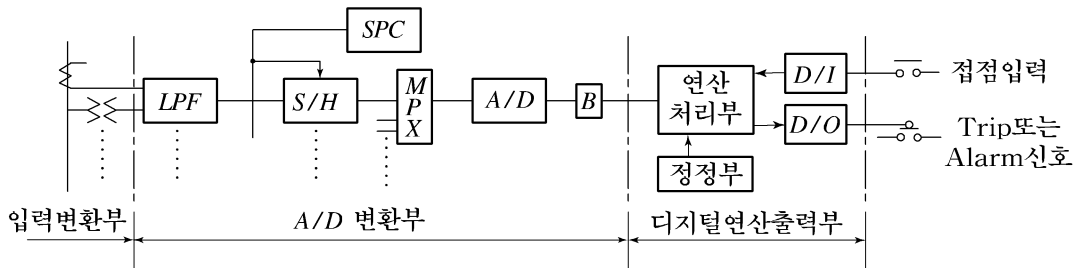 SPC
LPF
S/H
M
P
X
A/D
B
연산
처리부
D/I
D/O
정정부
접점입력
Trip또는
Alarm신호
입력변환부
A/D 변환부
디지털연산출력부